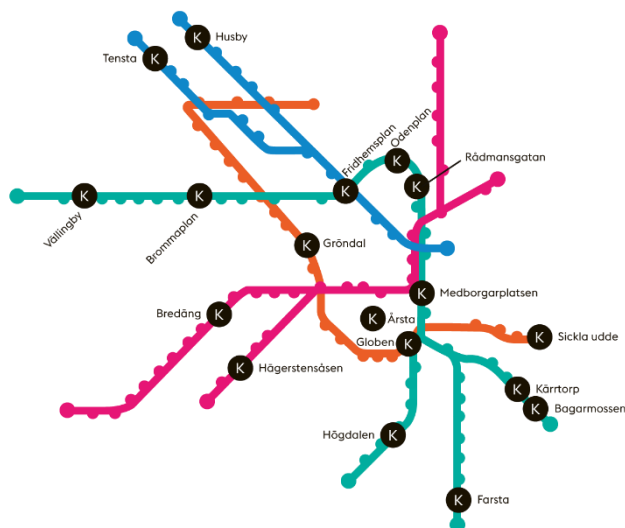 K Husby
Tensta K
Fridhemsplan
Odenplan
K
Rådmansgatan
K
K
K
K
Vällingby
Brommaplan
K Gröndal
K Medborgarplatsen
Bredäng K
K Årsta
Globen K
K Sickla udde
K Hägerstensåsen
K Kärrtorp
K Bagarmossen
Högdalen K
K Farsta